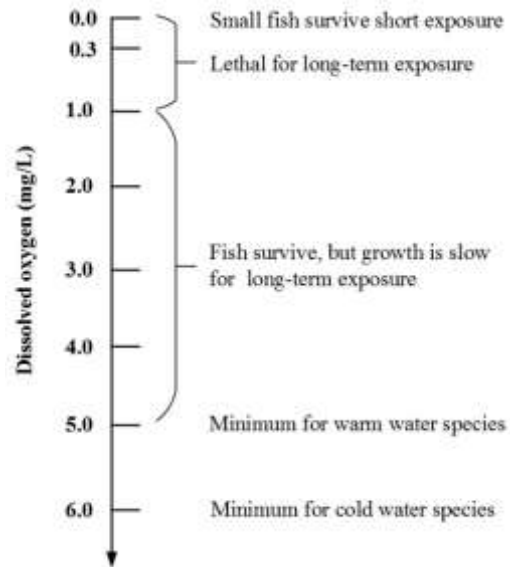 0.0 Small fish survive short exposure
0.3
Lethal for long-term exposure
1.0
2.0
Fish survive, but growth is slow
3.0
for long-term exposure
4.0
5.0 Minimum for warm water species
6.0 Minimum for cold water species
Dissolved oxygen (mg/L)